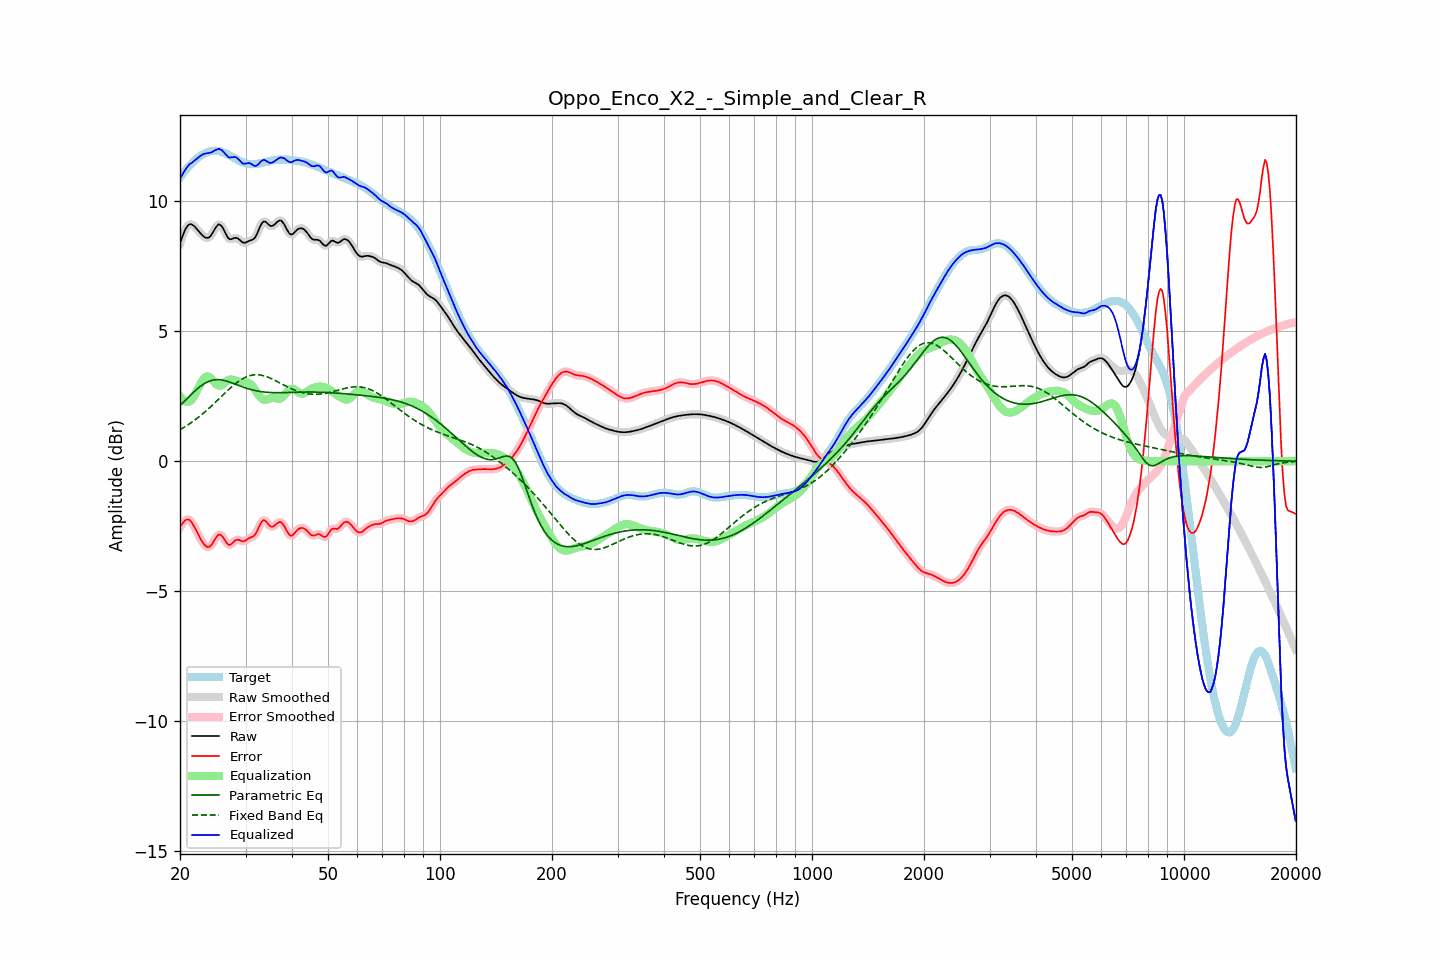 Oppo_Enco_X2_-_Simple_and_Clear_R
Amplitude (dBr)
10
5
0
−5
−10
−15
Target
Raw Smoothed
Error Smoothed
Raw
Error
Equalization
Parametric Eq
Fixed Band Eq
Equalized
20 50 100 200 500 1000 2000 5000 10000 20000
Frequency (Hz)